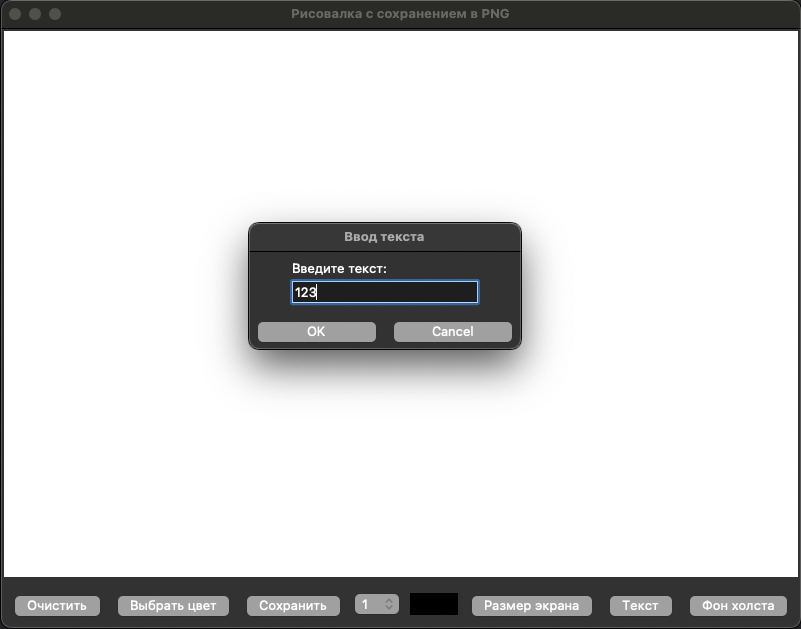 Рисовалка с сохранением в PNG
Ввод текста
Введите текст:
123
OK Cancel
Очистить Выбрать цвет Сохранить 1 Размер экрана Текст Фон холста